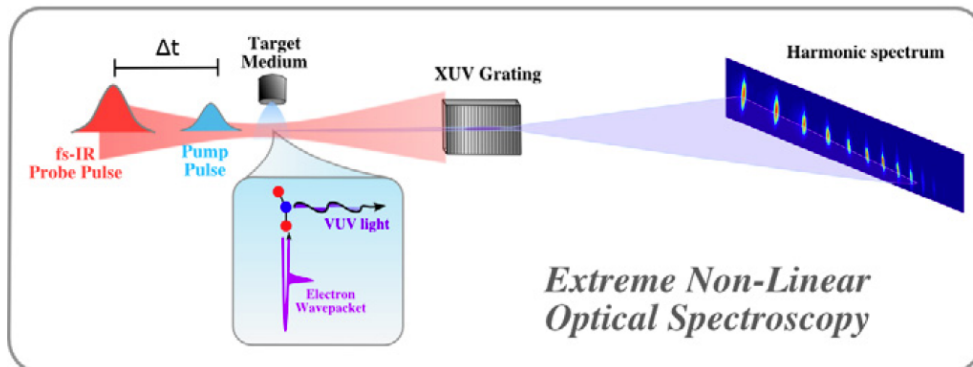 Δt
Target
Medium
XUV Grating
Harmonic spectrum
fs-IR
Probe Pulse
Pump
Pulse
VUV light
Electron
Wavepacket
Extreme Non-Linear
Optical Spectroscopy